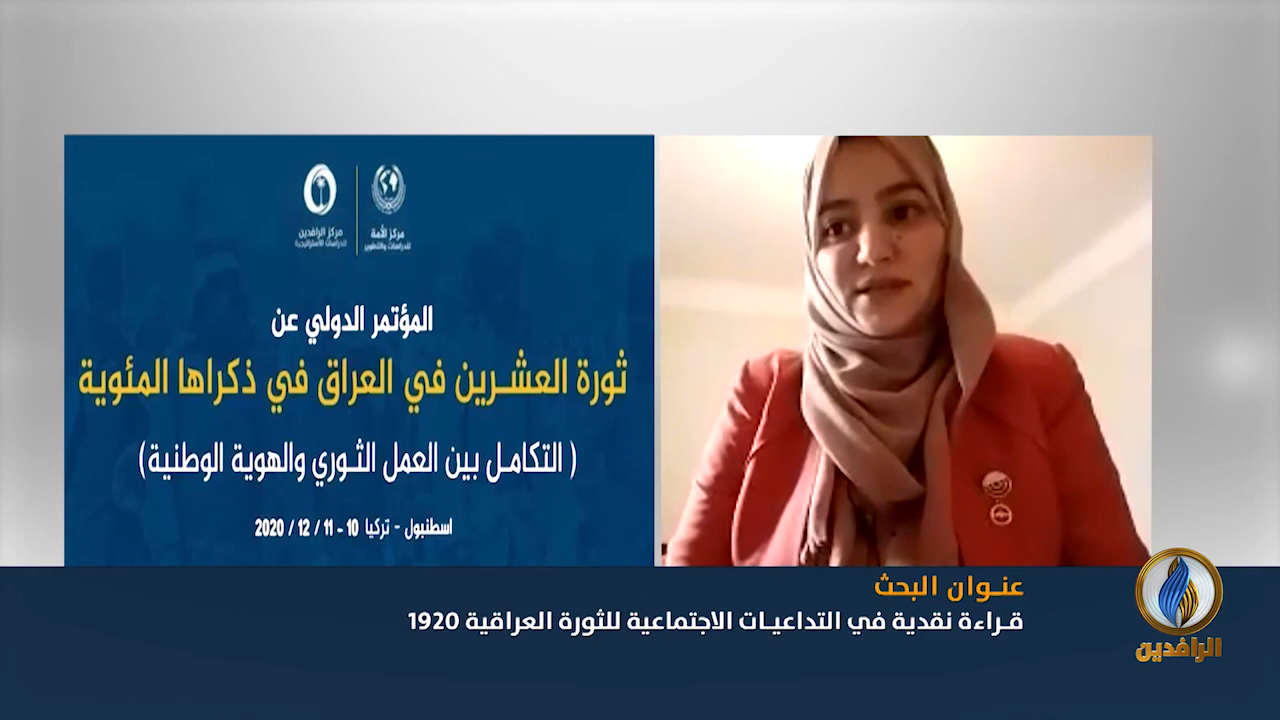 مركز الأمة
للدراسات والتطوير
مركز الرافدين
للدراسات الاستراتيجية
المؤتمر الدولي عن
ثورة العشرين في العراق في ذكراها المئوية
( التكامل بين العمل الثوري والهوية الوطنية)
اسطنبول - تركيا 10 - 11 / 12 / 2020
عنوان البحث
قراءة نقدية في التداعيات الاجتماعية للثورة العراقية 1920
الرافدين